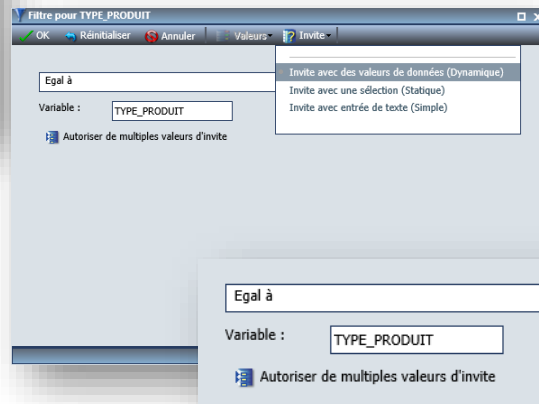 Filtre pour TYPE_PRODUIT
OK Réinitialiser Annuler Valeurs Invite
Invite avec des valeurs de données (Dynamique)
Invite avec une sélection (Statique)
Invite avec entrée de texte (Simple)
Egal à
Variable : TYPE_PRODUIT
Autoriser de multiples valeurs d'invite
Egal à
Variable : TYPE_PRODUIT
Autoriser de multiples valeurs d'invite